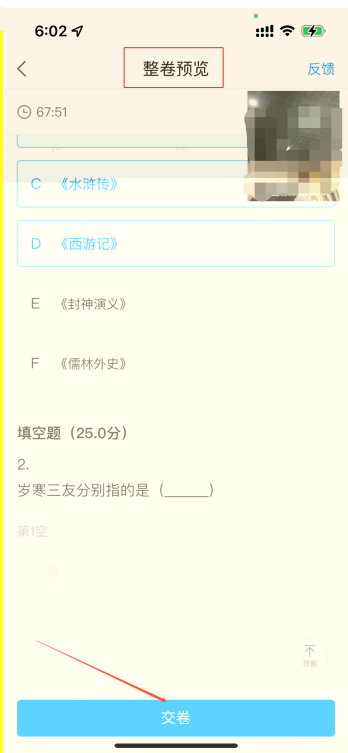 6:02
整卷预览
反馈
67:51
C 《水浒传》
D 《西游记》
E 《封神演义》
F 《儒林外史》
填空题（25.0分）
2.
岁寒三友分别指的是（______）
第1空
顶部
交卷